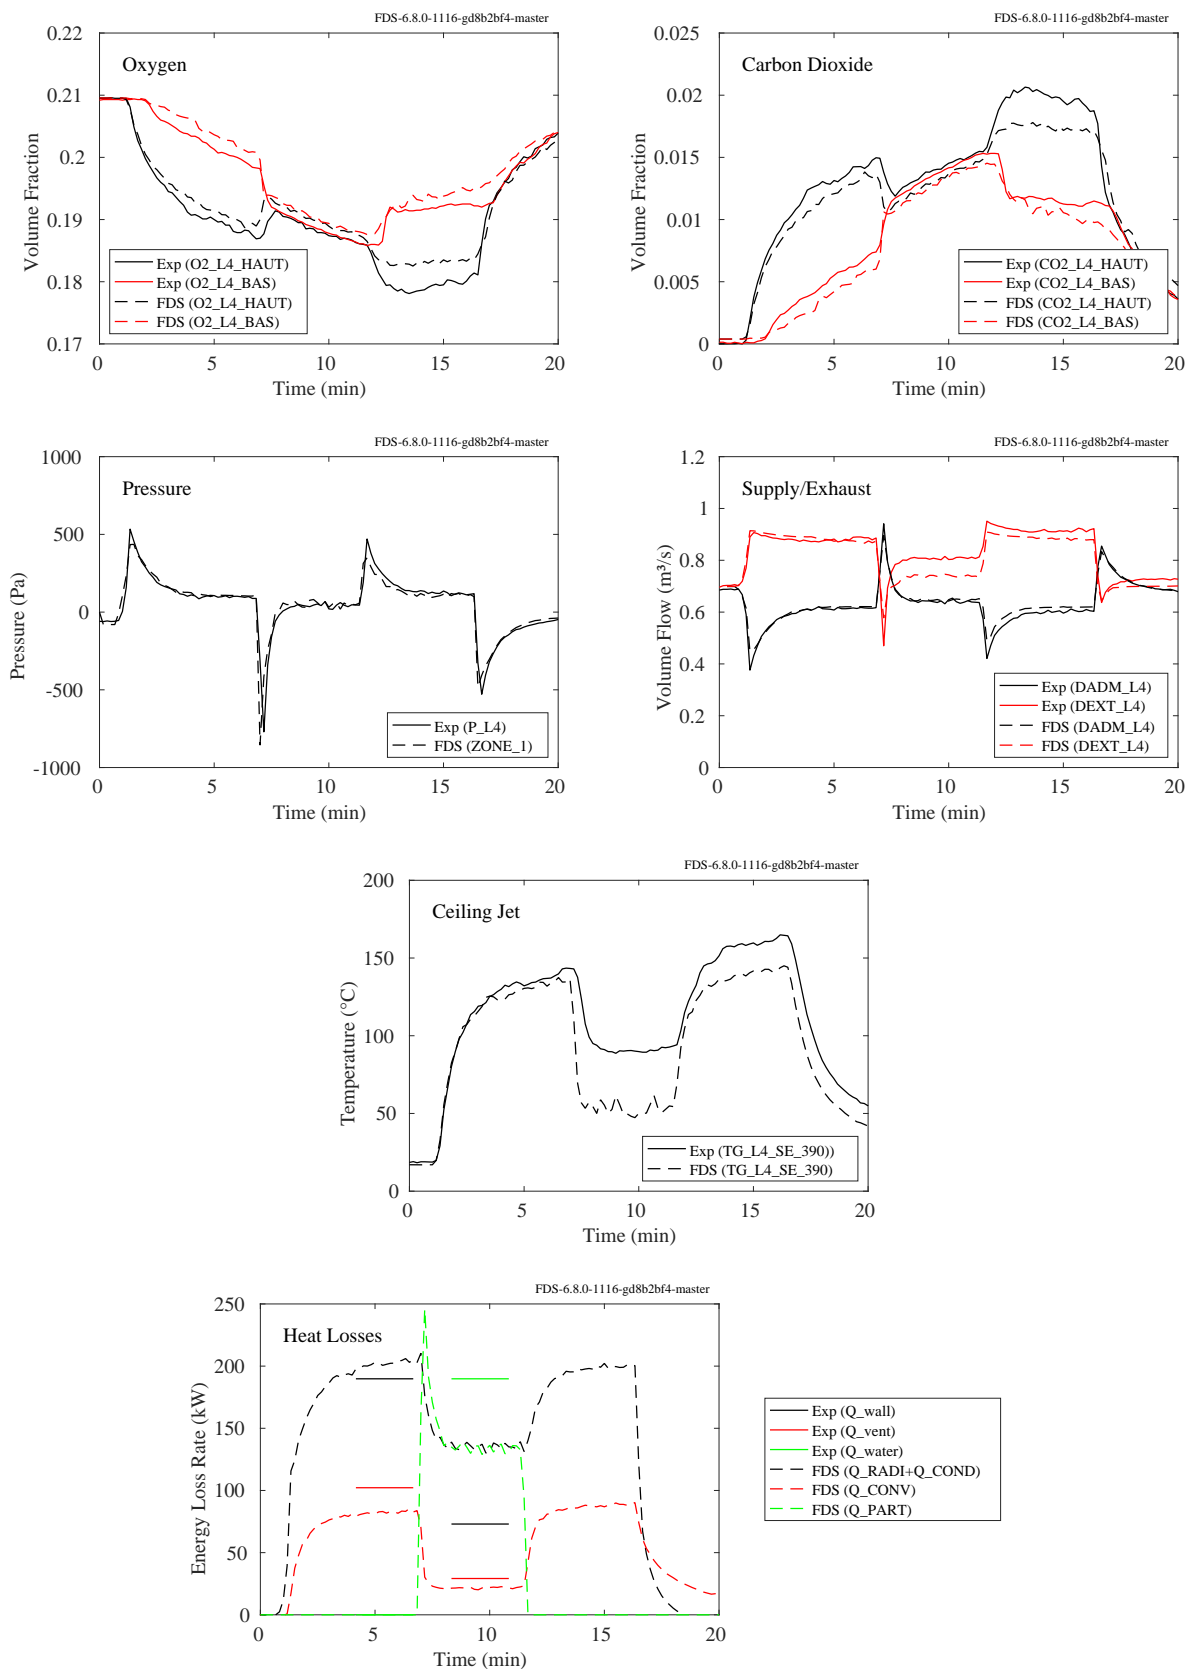 FDS-6.8.0-1116-gd8b2bf4-master
Oxygen
Volume Fraction
0.22
0.21
0.2
0.19
0.18
0.17
Exp (O2_L4_HAUT)
Exp (O2_L4_BAS)
FDS (O2_L4_HAUT)
FDS (O2_L4_BAS)
0 5 10 15 20
Time (min)
FDS-6.8.0-1116-gd8b2bf4-master
Carbon Dioxide
Volume Fraction
0.025
0.02
0.015
0.01
0.005
0
Exp (CO2_L4_HAUT)
Exp (CO2_L4_BAS)
FDS (CO2_L4_HAUT)
FDS (CO2_L4_BAS)
0 5 10 15 20
Time (min)
FDS-6.8.0-1116-gd8b2bf4-master
Pressure
Pressure (Pa)
1000
500
0
-500
-1000
Exp (P_L4)
FDS (ZONE_1)
0 5 10 15 20
Time (min)
FDS-6.8.0-1116-gd8b2bf4-master
Supply/Exhaust
Volume Flow (m³/s)
1.2
1
0.8
0.6
0.4
0.2
0
Exp (DADM_L4)
Exp (DEXT_L4)
FDS (DADM_L4)
FDS (DEXT_L4)
0 5 10 15 20
Time (min)
FDS-6.8.0-1116-gd8b2bf4-master
Ceiling Jet
Temperature (°C)
200
150
100
50
0
Exp (TG_L4_SE_390))
FDS (TG_L4_SE_390)
0 5 10 15 20
Time (min)
FDS-6.8.0-1116-gd8b2bf4-master
Heat Losses
Energy Loss Rate (kW)
250
200
150
100
50
0
0 5 10 15 20
Time (min)
Exp (Q_wall)
Exp (Q_vent)
Exp (Q_water)
FDS (Q_RADI+Q_COND)
FDS (Q_CONV)
FDS (Q_PART)